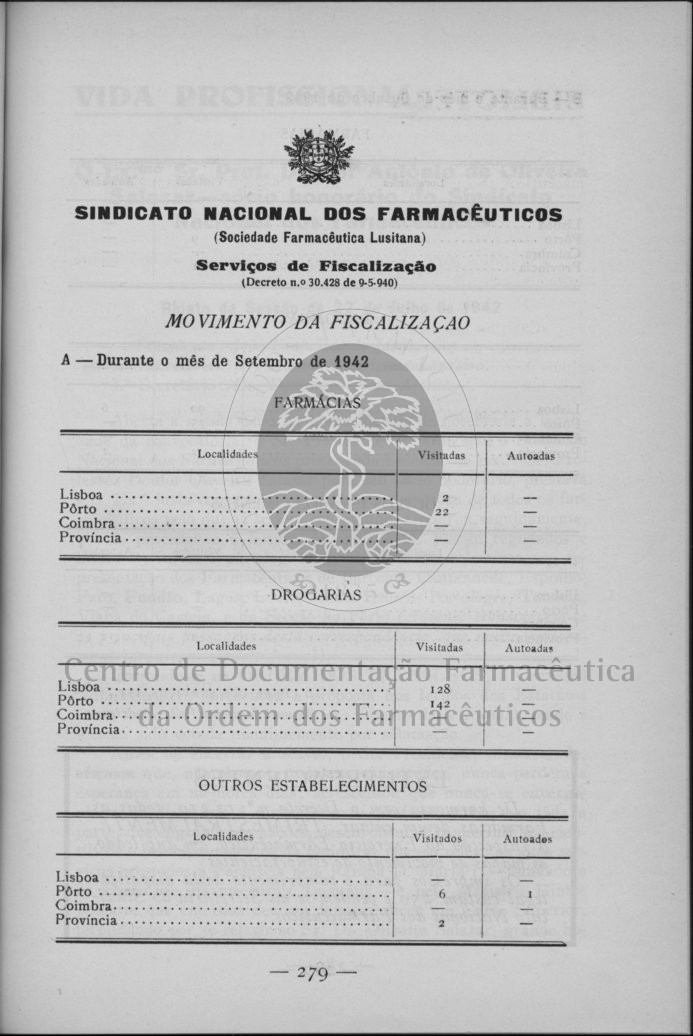 SINDICATO NACIONAL DOS FARMACÊUTICOS
(Sociedade Farmacêutica Lusitana)
Serviços de Fiscalização
(Decreto n.º 30.428 de 9-5-940)
MOVIMENTO DA FISCALIZAÇAO
A — Durante o mês de Setembro de 1942
FARMÁCIAS
Localidades Visitadas Autoadas
Lisboa 2 —
Pôrto 22 —
Coimbra — —
Província — —
DROGARIAS
Localidades Visitadas Autoadas
Centro de Documentação Farmacêutica
Lisboa 128 —
Pôrto 142 —
da Ordem dos Farmacêuticos
Coimbra — —
Província — —
OUTROS ESTABELECIMENTOS
Localidades Visitados Autoados
Lisboa — —
Pôrto 6 1
Coimbra — —
Província 2 —
— 279 —